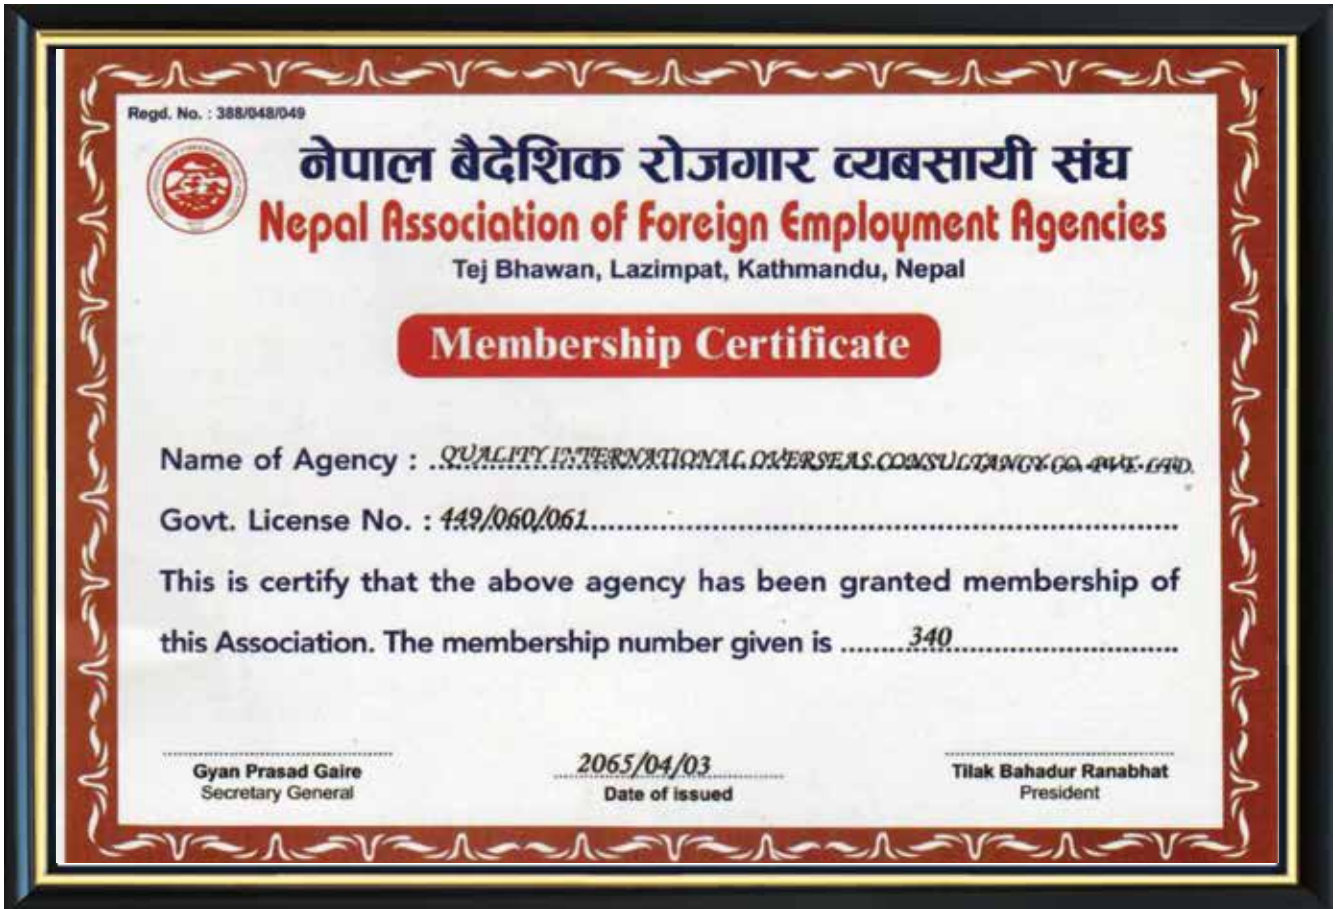 Regd. No. : 388/048/049
नेपाल बैदेशिक रोजगार व्यबसायी संघ
Nepal Association of Foreign Employment Agencies
Tej Bhawan, Lazimpat, Kathmandu, Nepal
Membership Certificate
Name of Agency : QUALITY INTERNATIONAL OVERSEAS CONSULTANCY CO. PVT. LTD.
Govt. License No. : 449/060/061
This is certify that the above agency has been granted membership of
this Association. The membership number given is 340
2065/04/03
Gyan Prasad Gaire
Secretary General
Date of issued
Tilak Bahadur Ranabhat
President